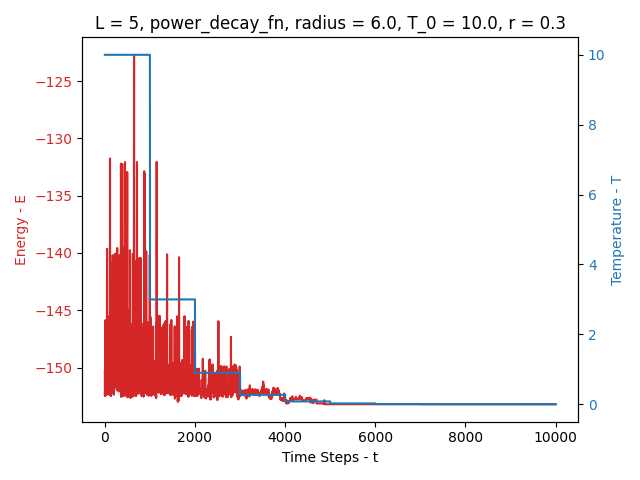 L = 5, power_decay_fn, radius = 6.0, T_0 = 10.0, r = 0.3
Energy - E
−125
−130
−135
−140
−145
−150
10
8
6
4
2
0
Temperature - T
0 2000 4000 6000 8000 10000
Time Steps - t